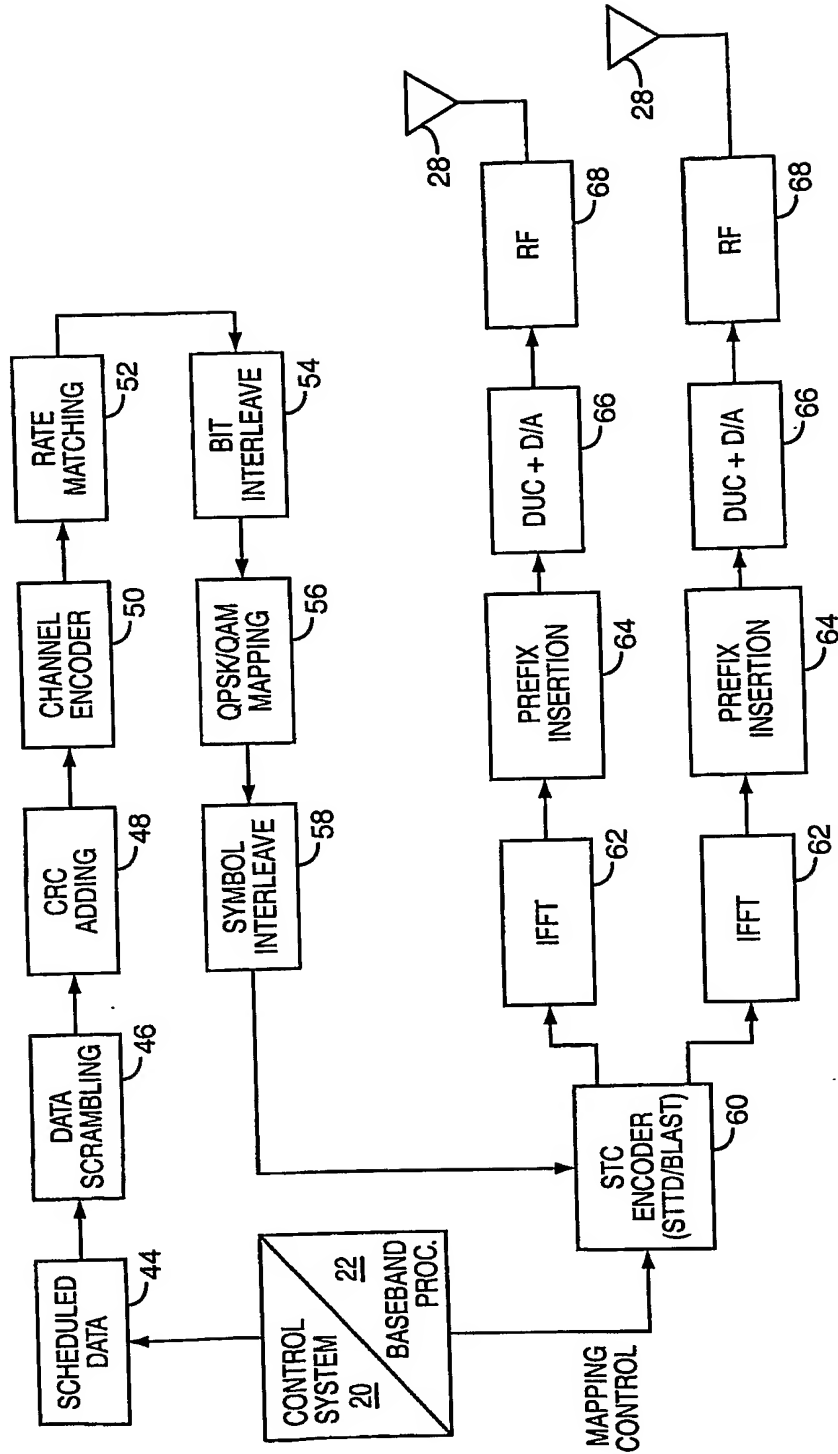 SCHEDULED
DATA
44
DATA
SCRAMBLING
46
CRC
ADDING
48
CHANNEL
ENCODER
50
RATE
MATCHING
52
BIT
INTERLEAVE
54
QPSK/QAM
MAPPING
56
SYMBOL
INTERLEAVE
58
CONTROL
SYSTEM
20
22
BASEBAND
PROC.
MAPPING
CONTROL
STC
ENCODER
(STTD/BLAST)
60
IFFT
62
PREFIX
INSERTION
64
DUC + D/A
66
RF
68
28
IFFT
62
PREFIX
INSERTION
64
DUC + D/A
66
RF
68
28